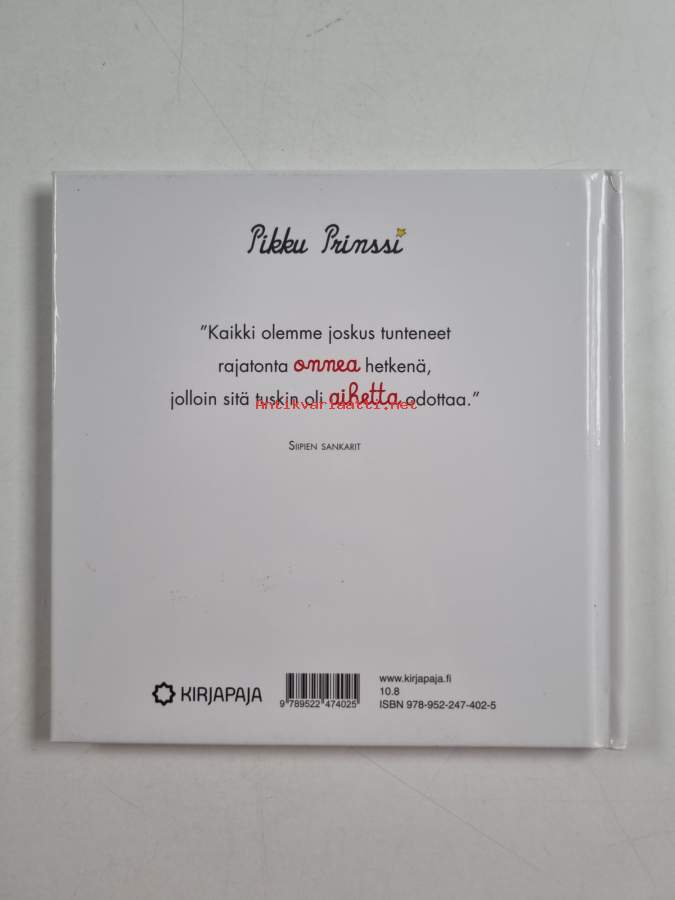 Pikku Prinssi
”Kaikki olemme joskus tunteneet
rajatonta onnea hetkenä,
jolloin sitä tuskin oli aihetta odottaa.”
Antikvariaatti.net
SIIPIEN SANKARIT
KIRJAPAJA
9 789522 474025
www.kirjapaja.fi
10.8
ISBN 978-952-247-402-5